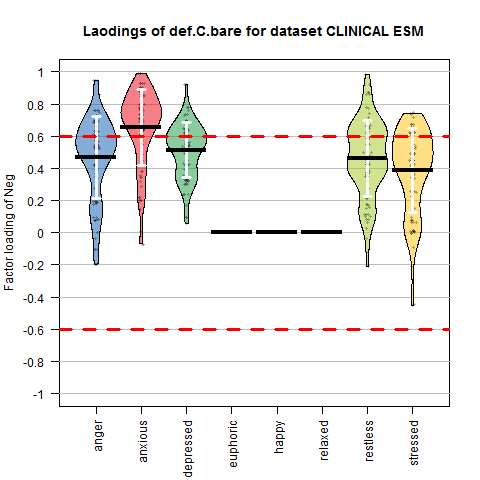 Laodings of def.C.bare for dataset CLINICAL ESM
Factor loading of Neg
1
0.8
0.6
0.4
0.2
0
-0.2
-0.4
-0.6
-0.8
-1
anger
anxious
depressed
euphoric
happy
relaxed
restless
stressed